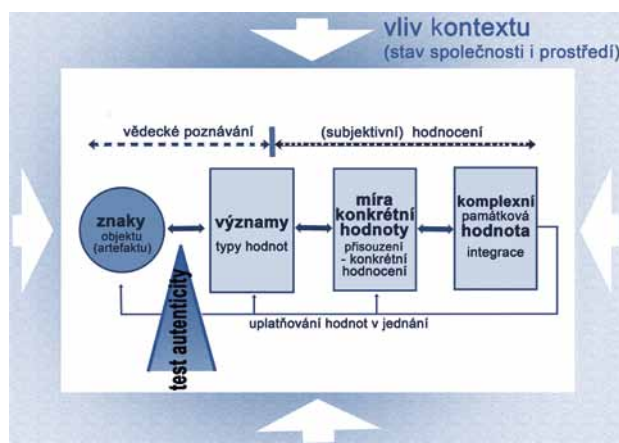 vliv kontextu
(stav společnosti i prostředí)
vědecké poznávání
(subjektivní) hodnocení
znaky
objektu
(artefaktu)
významy
typy hodnot
míra
konkrétní
hodnoty
přisouzení
- konkrétní
hodnocení
komplexní
památková
hodnota
integrace
test autenticity
uplatňování hodnot v jednání